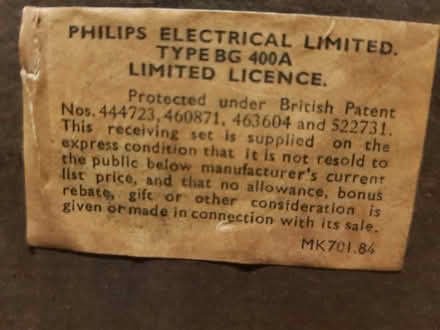 PHILIPS ELECTRICAL LIMITED.
TYPE BG 400A
LIMITED LICENCE.
Protected under British Patent
Nos. 444723, 460871, 463604 and 522731.
This receiving set is supplied on the
express condition that it is not resold to
the public below manufacturer's current
list price, and that no allowance, bonus
rebate, gift or other consideration is
given or made in connection with its sale.
MK701.84